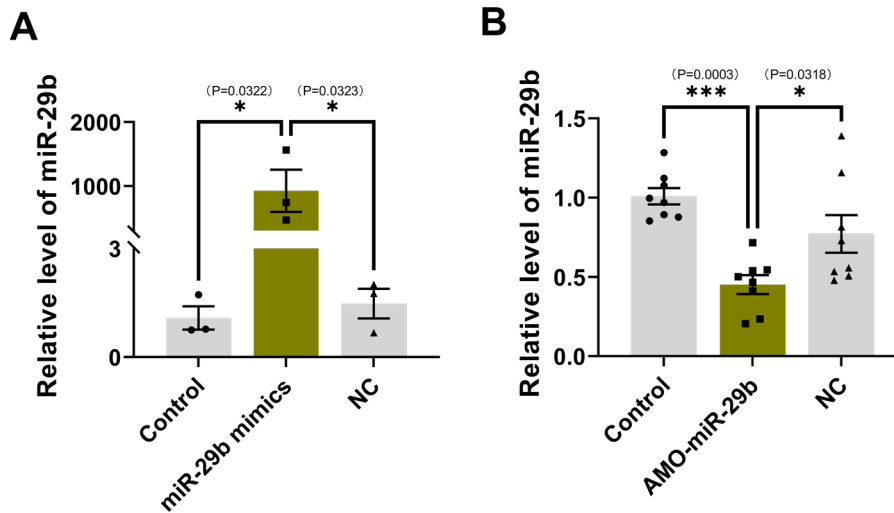 A
Relative level of miR-29b
(P=0.0322)
(P=0.0323)
*
*
2000
1000
3
0
Control
miR-29b mimics
NC
B
Relative level of miR-29b
(P=0.0003)
(P=0.0318)
***
*
1.5
1.0
0.5
0.0
Control
AMO-miR-29b
NC